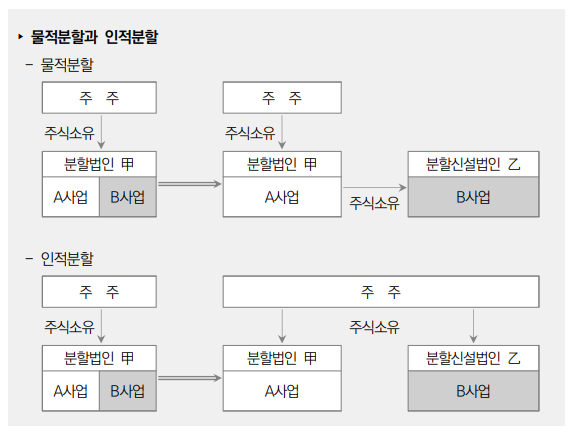 ▸ 물적분할과 인적분할
– 물적분할
주 주 주 주
주식소유 주식소유
분할법인 甲 분할법인 甲 분할신설법인 乙
A사업 B사업 A사업 주식소유 B사업
– 인적분할
주 주 주 주
주식소유 주식소유
분할법인 甲 분할법인 甲 분할신설법인 乙
A사업 B사업 A사업 B사업